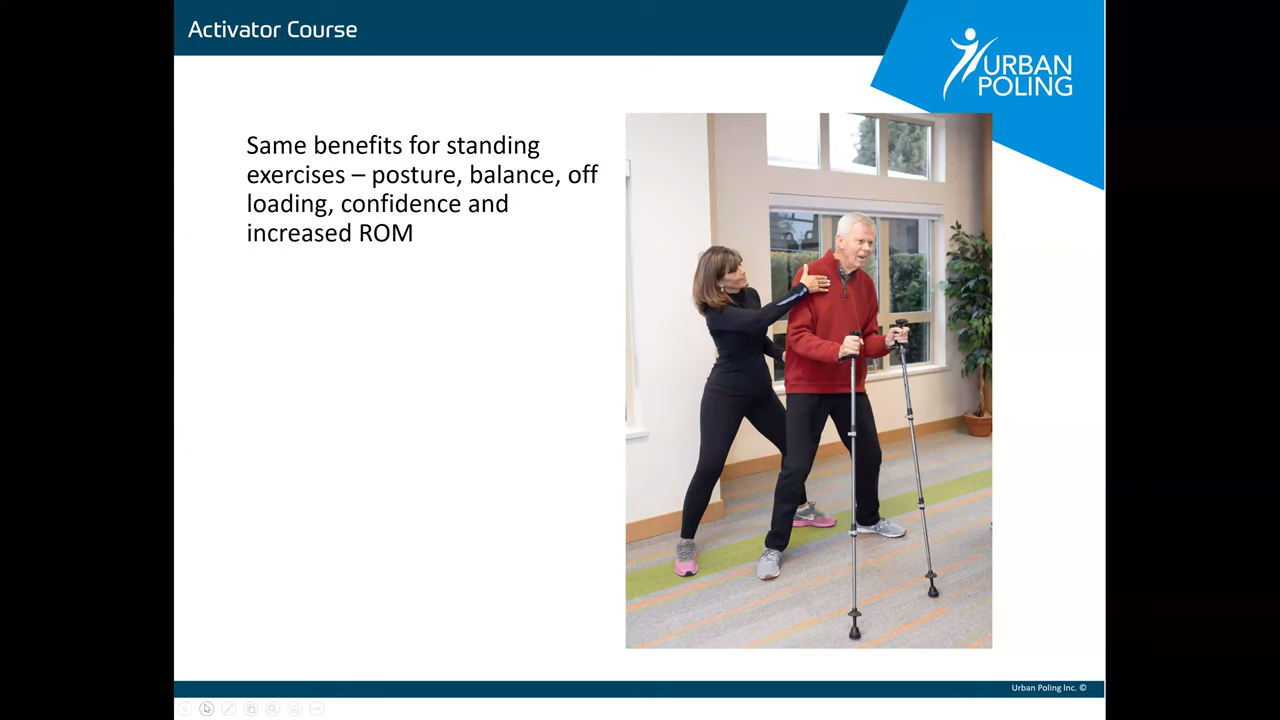 Activator Course
URBAN
POLING
Same benefits for standing
exercises – posture, balance, off
loading, confidence and
increased ROM
Urban Poling Inc. ©